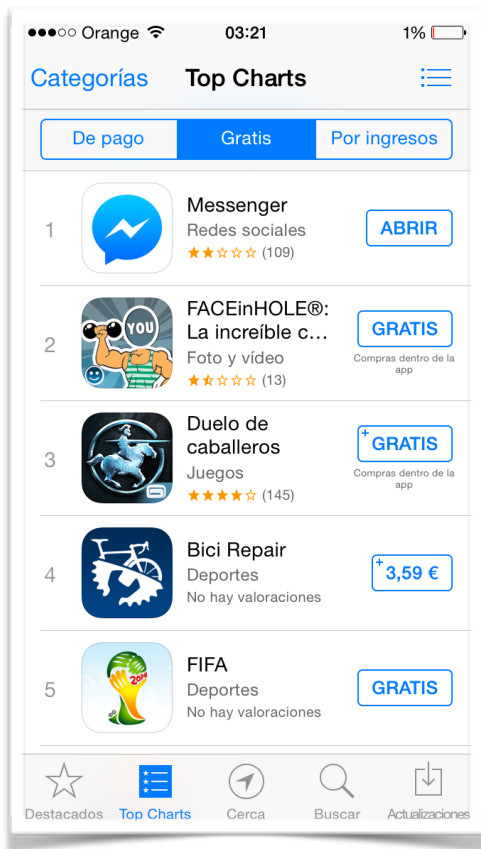 Orange 03:21 1%
Categorías Top Charts
De pago Gratis Por ingresos
1
Messenger
Redes sociales
(109)
ABRIR
2
YOU
FACEinHOLE®:
La increíble c...
Foto y vídeo
(13)
GRATIS
Compras dentro de la
app
3
Duelo de
caballeros
Juegos
(145)
+GRATIS
Compras dentro de la
app
4
Bici Repair
Deportes
No hay valoraciones
+3,59 €
5
2014
FIFA
Deportes
No hay valoraciones
GRATIS
Destacados Top Charts Cerca Buscar Actualizaciones